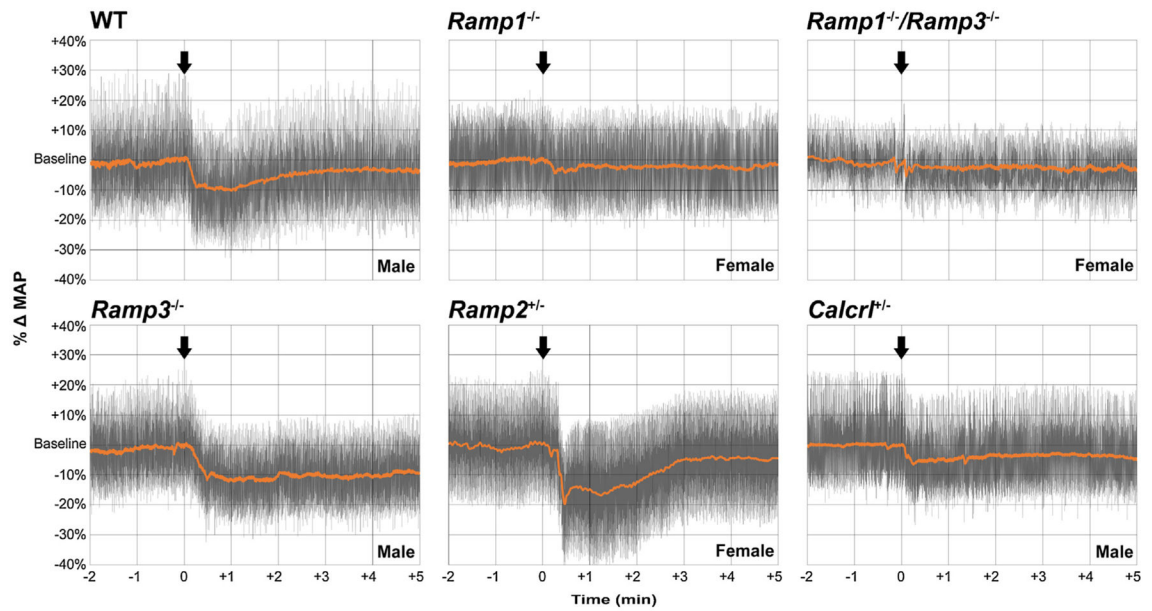 WT
Ramp1-/-
Ramp1-/-/Ramp3-/-
+40%
+30%
+20%
+10%
Baseline
-10%
-20%
-30%
-40%
Male
Female
Female
% Δ MAP
Ramp3-/-
Ramp2+/-
Calcrl+/-
+40%
+30%
+20%
+10%
Baseline
-10%
-20%
-30%
-40%
Male
Female
Male
-2 -1 0 +1 +2 +3 +4 +5
-2 -1 0 +1 +2 +3 +4 +5
-2 -1 0 +1 +2 +3 +4 +5
Time (min)